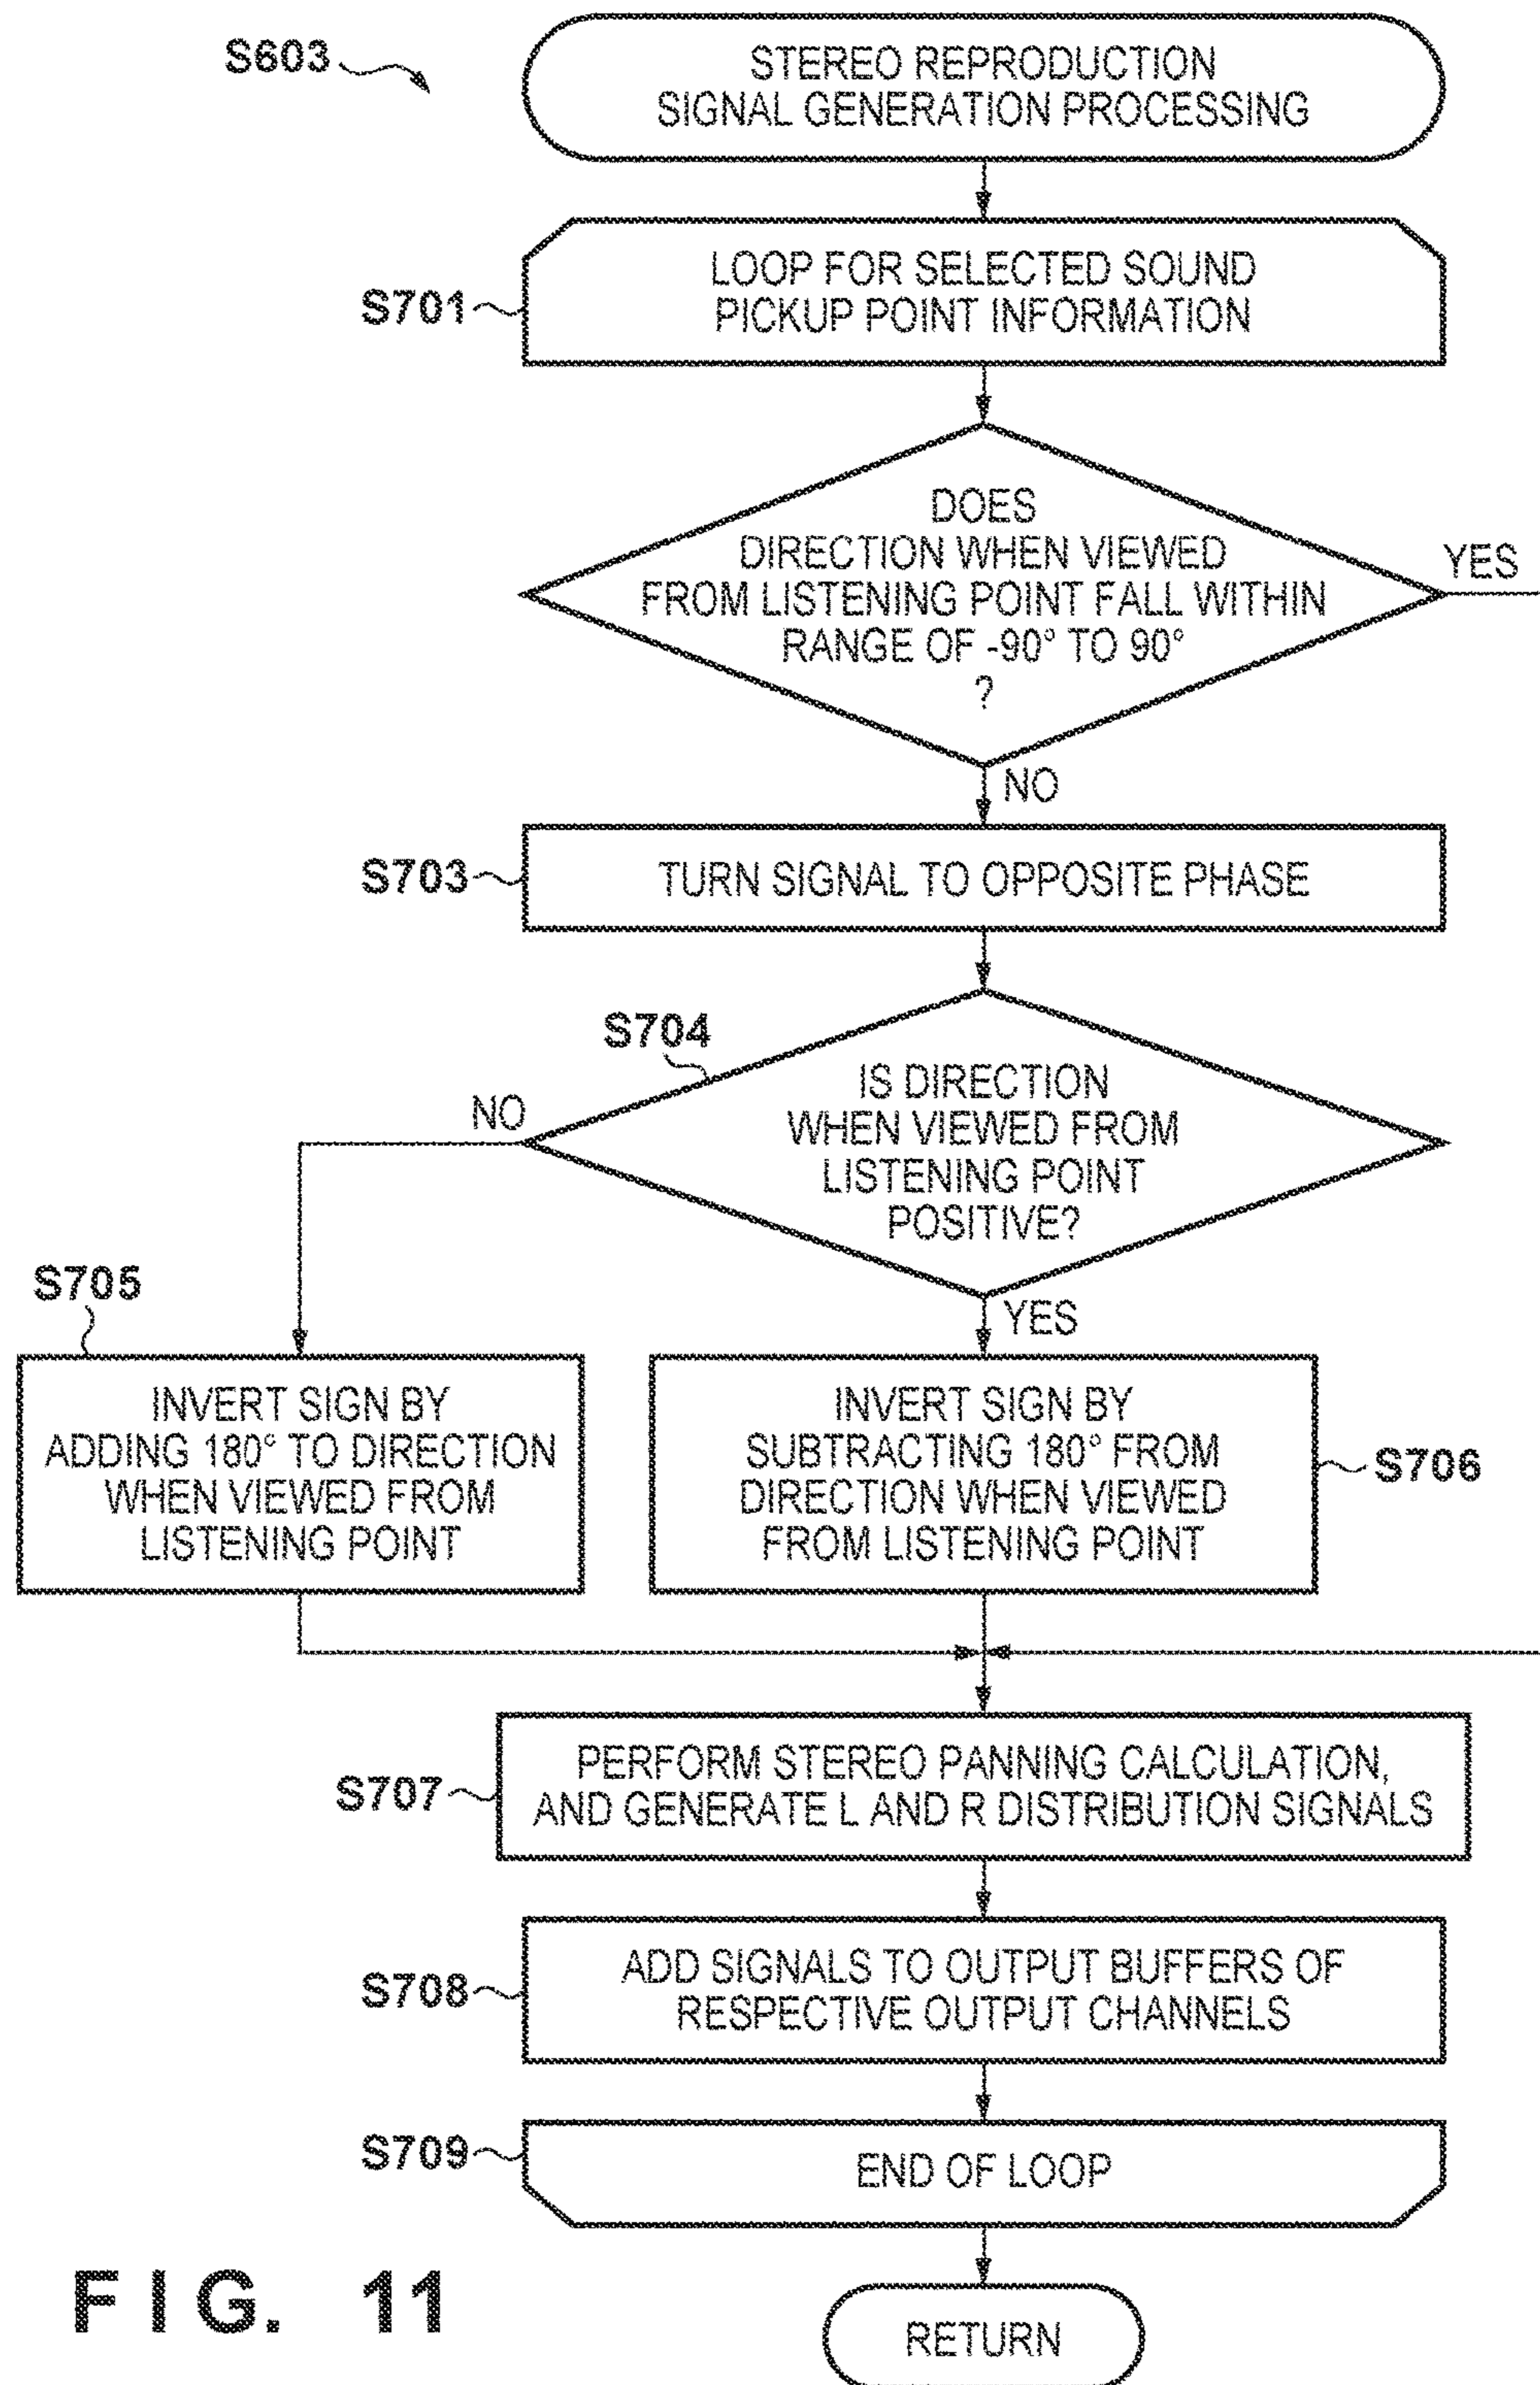 S603
STEREO REPRODUCTION
SIGNAL GENERATION PROCESSING
S701
LOOP FOR SELECTED SOUND
PICKUP POINT INFORMATION
DOES
DIRECTION WHEN VIEWED
FROM LISTENING POINT FALL WITHIN
RANGE OF -90° TO 90°
?
YES
NO
S703
TURN SIGNAL TO OPPOSITE PHASE
S704
IS DIRECTION
WHEN VIEWED FROM
LISTENING POINT
POSITIVE?
NO
YES
S705
INVERT SIGN BY
ADDING 180° TO DIRECTION
WHEN VIEWED FROM
LISTENING POINT
INVERT SIGN BY
SUBTRACTING 180° FROM
DIRECTION WHEN VIEWED
FROM LISTENING POINT
S706
S707
PERFORM STEREO PANNING CALCULATION,
AND GENERATE L AND R DISTRIBUTION SIGNALS
S708
ADD SIGNALS TO OUTPUT BUFFERS OF
RESPECTIVE OUTPUT CHANNELS
S709
END OF LOOP
RETURN
FIG. 11